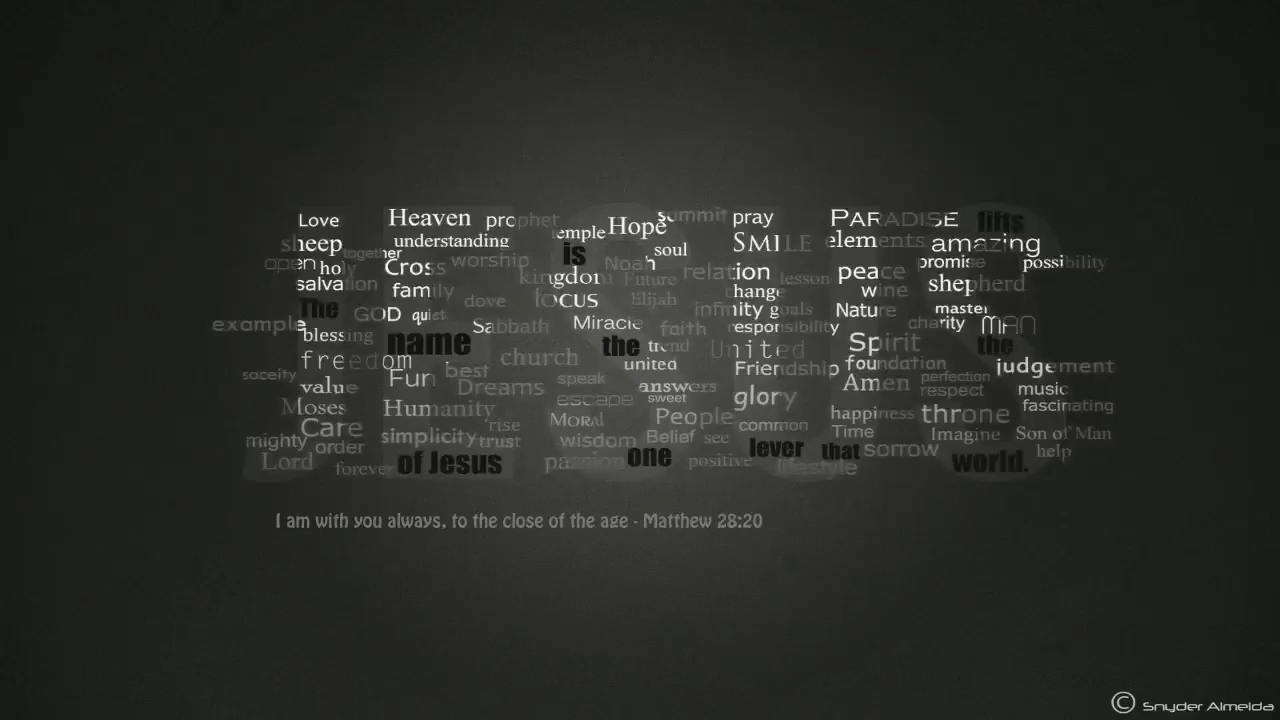 Love Heaven prophet emple Hope summit pray PARADISE lifts
sheep understanding is soul SMILE elements amazing
together worship Noah promise possibility
open holy Cross kingdom relation lesson peace
salvation family Future wine shepherd
The GOD quiet dove focus Elijah hange infinity goals Nature master
example Sabbath Miracle faith responsibility charity MAN
blessing name the trend United Spirit the
freedom church united Friendship foundation judgement
soceity Fun best speak answers Amen perfection
value Dreams escape sweet glory respect music
Moses Humanity MORAL People happiness throne fascinating
Care rise common Time
mighty order simplicity trust wisdom Belief see lever that sorrow Imagine Son of Man
Lord forever of Jesus passion one positive lifestyle world. help
I am with you always, to the close of the age - Matthew 28:20
© Snyder Almeida